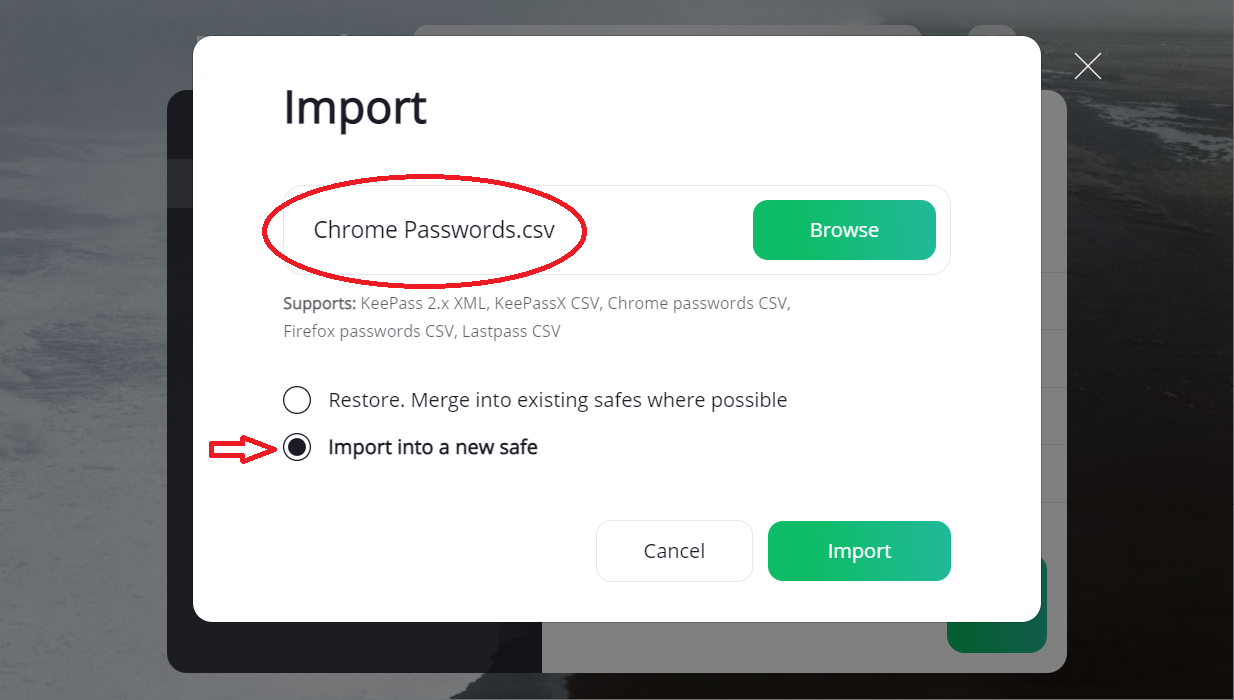 Import
Chrome Passwords.csv
Browse
Supports: KeePass 2.x XML, KeePassX CSV, Chrome passwords CSV,
Firefox passwords CSV, Lastpass CSV
Restore. Merge into existing safes where possible
Import into a new safe
Cancel
Import